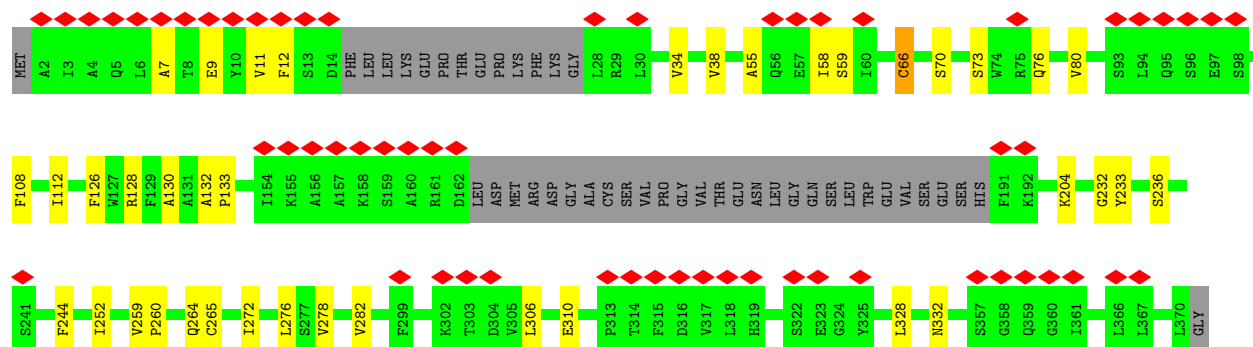 MET A2 I3 A4 Q5 L6 A7 T8 E9 Y10 V11 F12 S13 D14 PHE LEU LEU LYS GLU PRO THR GLU PRO LYS PHE LYS GLY L28 R29 L30 V34 V38 A55 Q56 E57 I58 S59 I60 C66 S70 S73 W74 R75 Q76 V80 S93 L94 Q95 S96 E97 S98
F108 I112 F126 W127 R128 F129 A130 A131 A132 P133 I154 K155 A156 A157 K158 S159 A160 R161 D162 LEU ASP MET ARG ASP GLY ALA CYS SER VAL PRO GLY VAL THR GLU ASN LEU GLY GLN SER LEU TRP GLU VAL SER GLU SER HIS F191 K192 K204 G232 Y233 S236
S241 F244 I252 V259 P260 Q264 C265 I272 L276 S277 V278 V282 F299 K302 T303 D304 V305 L306 E310 P313 T314 F315 D316 V317 L318 H319 S322 E323 G324 Y325 L328 N332 S357 G358 Q359 G360 I361 L366 L367 L370 GLY